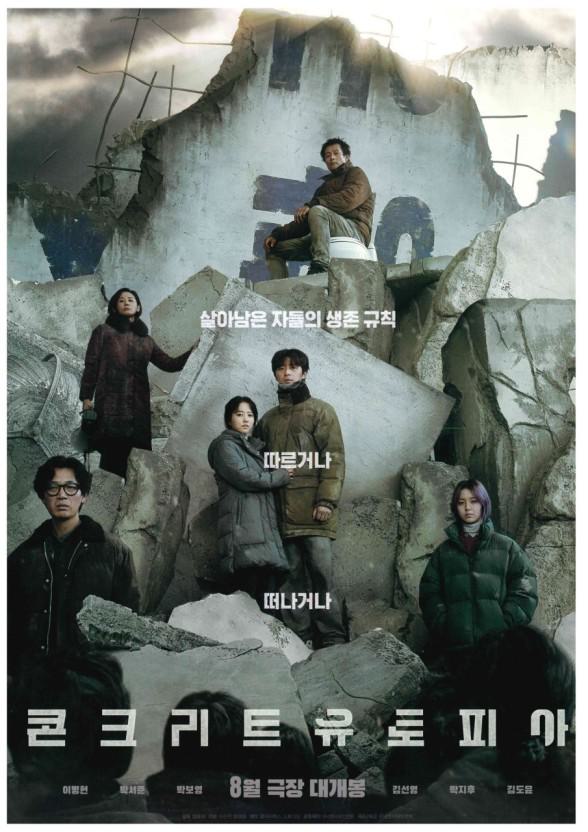 살아남은 자들의 생존 규칙
따르거나
떠나거나
콘크리트 유토피아
이병헌 박서준 박보영 8월 극장 대개봉 김선영 박지후 김도윤